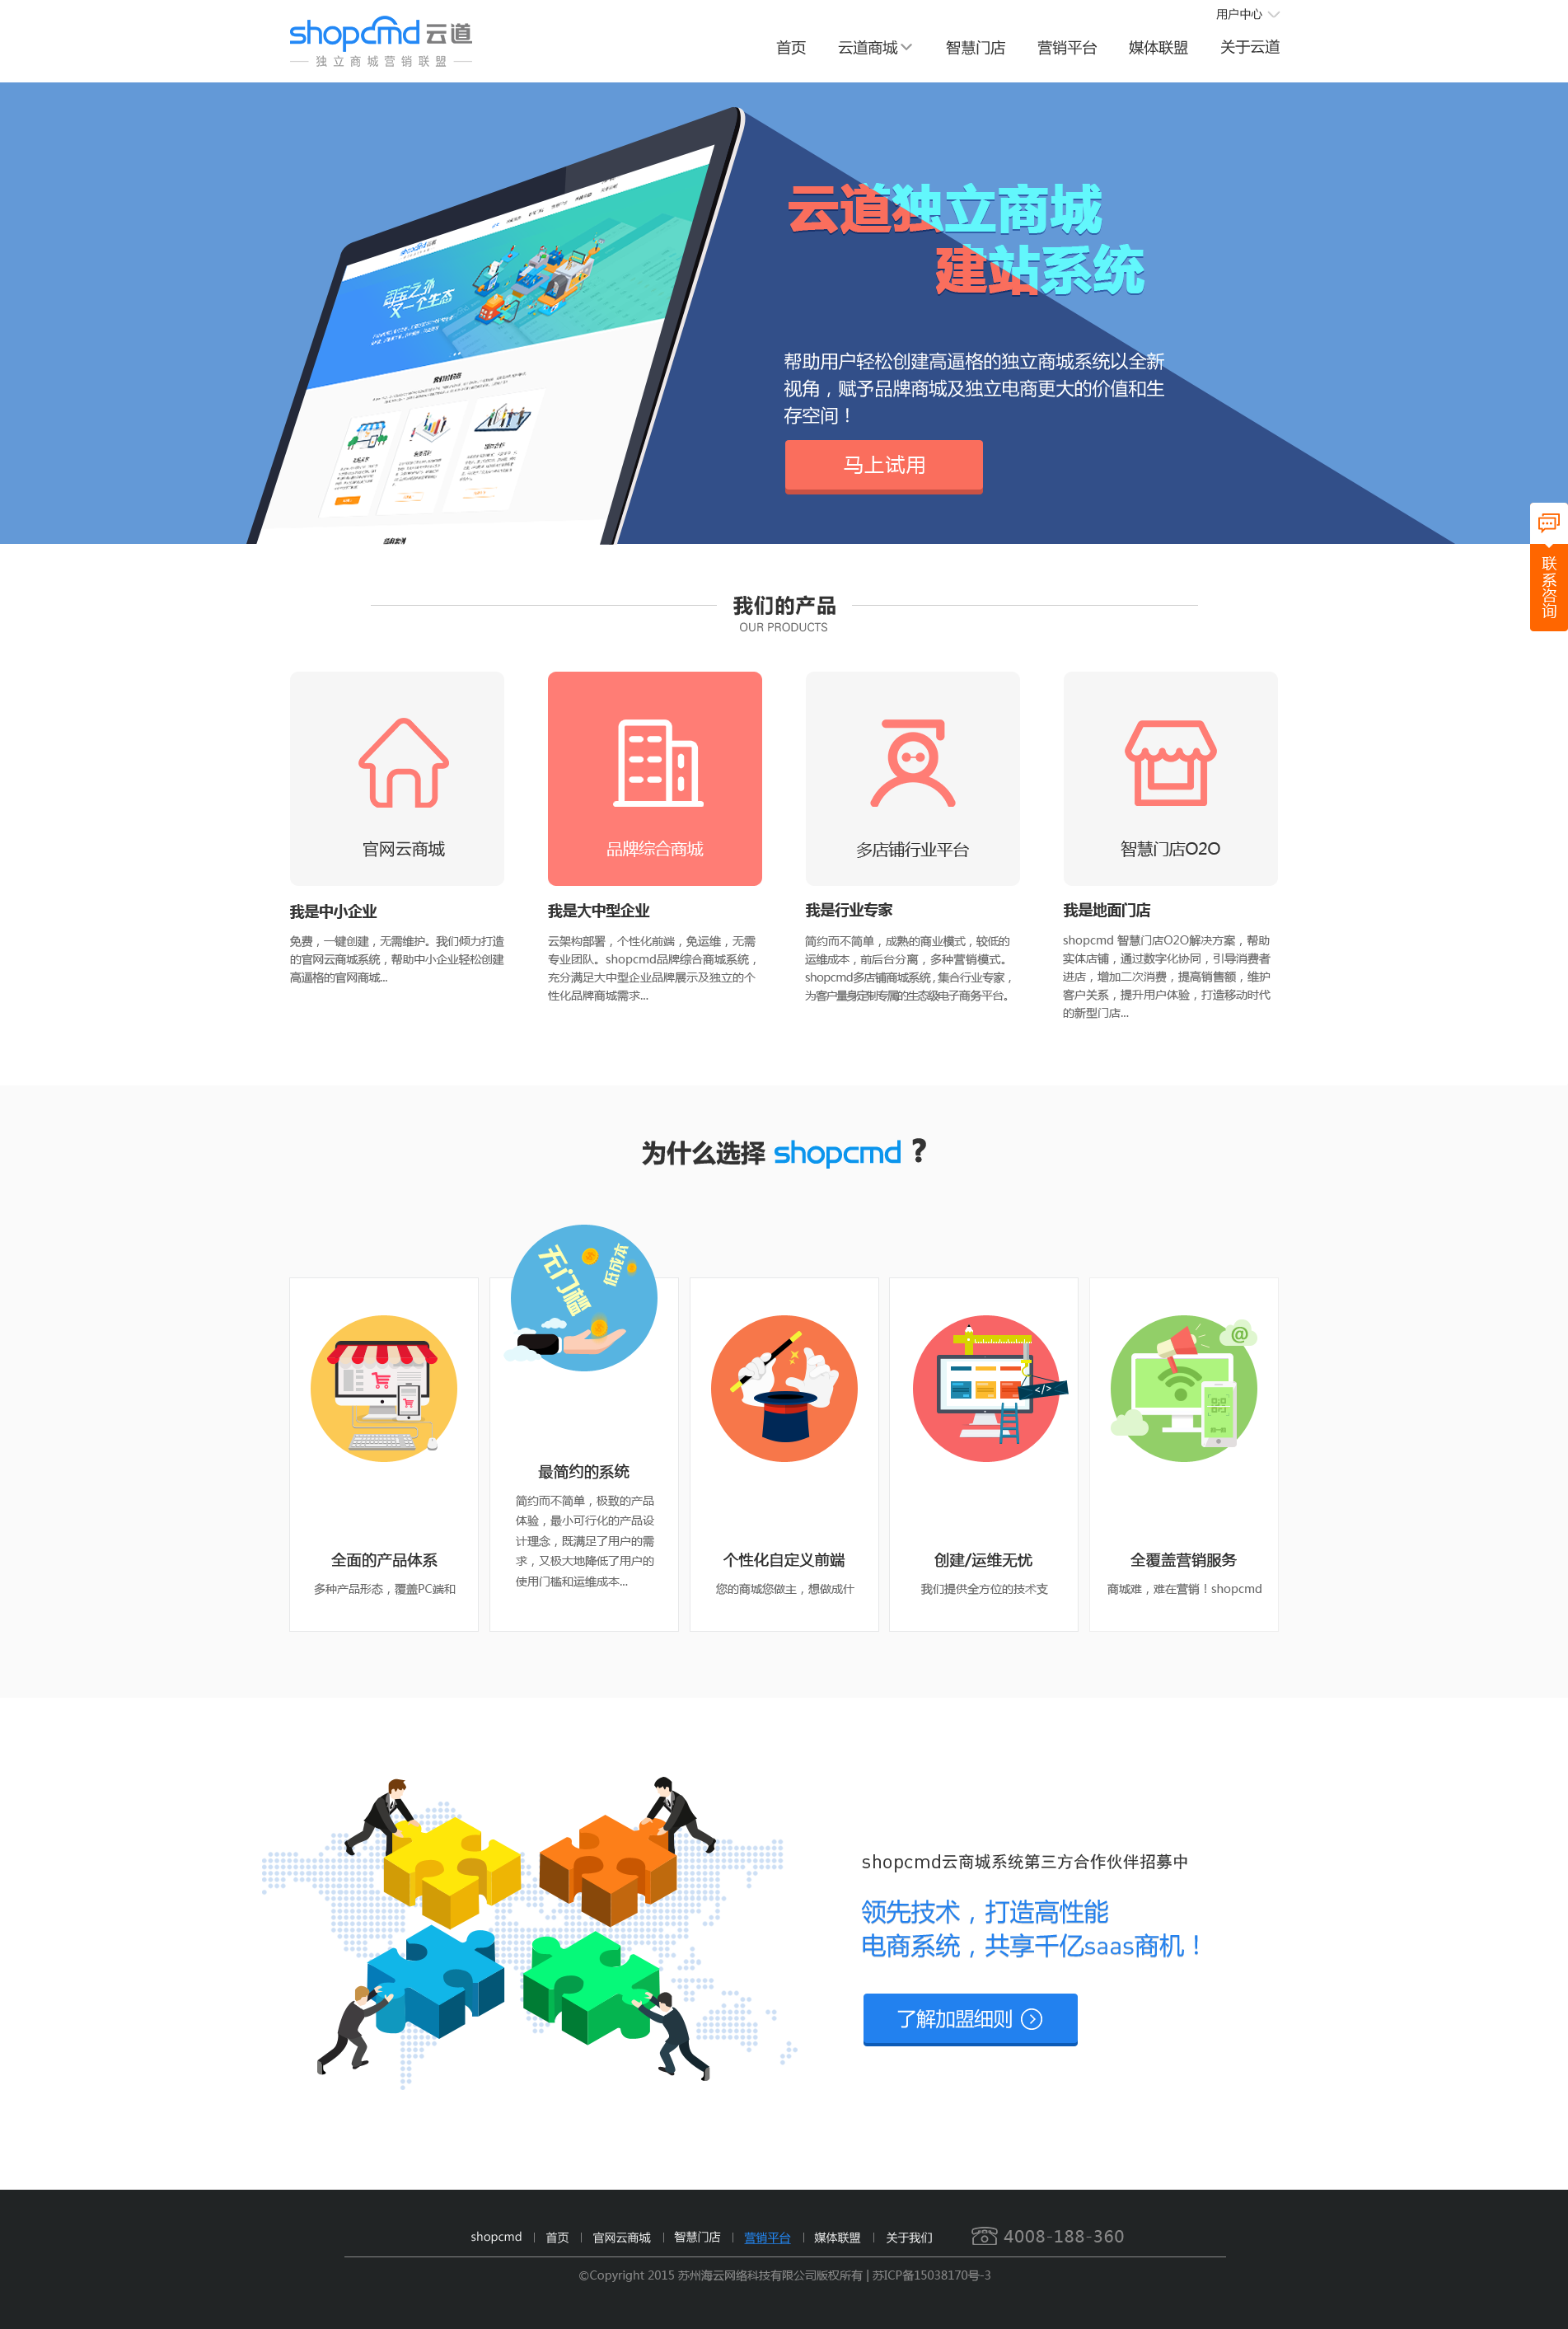 用户中心
shopcmd 云道
独立商城营销联盟
首页 云道商城 智慧门店 营销平台 媒体联盟 关于云道
云道独立商城
建站系统
帮助用户轻松创建高逼格的独立商城系统以全新
视角，赋予品牌商城及独立电商更大的价值和生
存空间！
马上试用
联系咨询
我们的产品
OUR PRODUCTS
官网云商城
品牌综合商城
多店铺行业平台
智慧门店O2O
我是中小企业
免费，一键创建，无需维护。我们倾力打造
的官网云商城系统，帮助中小企业轻松创建
高逼格的官网商城...
我是大中型企业
云架构部署，个性化前端，免运维，无需
专业团队。shopcmd品牌综合商城系统，
充分满足大中型企业品牌展示及独立的个
性化品牌商城需求...
我是行业专家
简约而不简单，成熟的商业模式，较低的
运维成本，前后台分离，多种营销模式。
shopcmd多店铺商城系统，集合行业专家，
为客户量身定制专属的生态级电子商务平台。
我是地面门店
shopcmd 智慧门店O2O解决方案，帮助
实体店铺，通过数字化协同，引导消费者
进店，增加二次消费，提高销售额，维护
客户关系，提升用户体验，打造移动时代
的新型门店...
为什么选择 shopcmd ?
无门槛
低成本
</>
@
全面的产品体系
多种产品形态，覆盖PC端和
最简约的系统
简约而不简单，极致的产品
体验，最小可行化的产品设
计理念，既满足了用户的需
求，又极大地降低了用户的
使用门槛和运维成本...
个性化自定义前端
您的商城您做主，想做成什
创建/运维无忧
我们提供全方位的技术支
全覆盖营销服务
商城难，难在营销！shopcmd
shopcmd云商城系统第三方合作伙伴招募中
领先技术，打造高性能
电商系统，共享千亿saas商机！
了解加盟细则
shopcmd | 首页 | 官网云商城 | 智慧门店 | 营销平台 | 媒体联盟 | 关于我们 4008-188-360
©Copyright 2015 苏州海云网络科技有限公司版权所有 | 苏ICP备15038170号-3